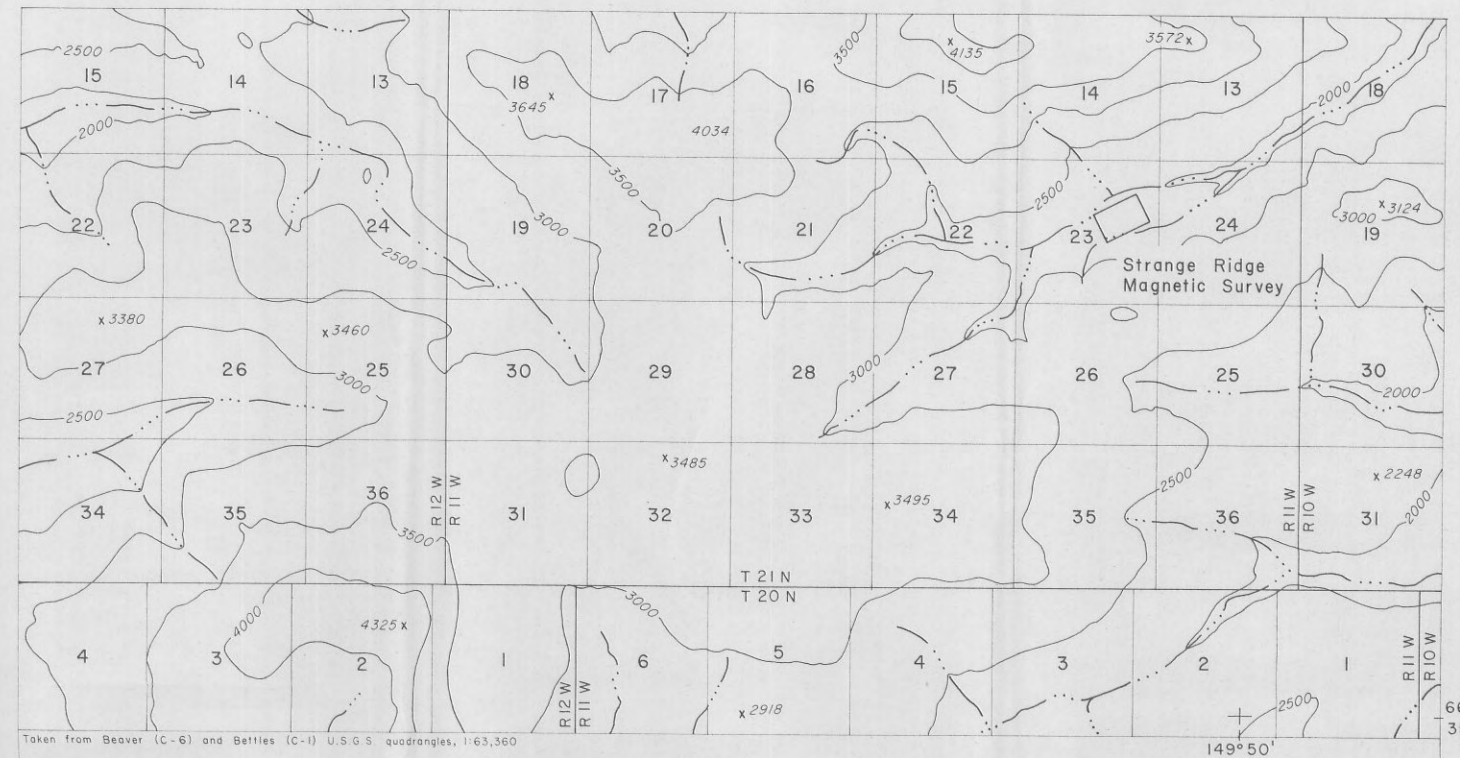 2500 3500 x 4135 3572 x
15 14 13 18 17 16 15 14 13 18
3645 x 4034 2000
2000
3500 2500
22 23 24 19 20 21 22 23 24 3000 x 3124
19
3000
2500
Strange Ridge
Magnetic Survey
x 3380 x 3460
27 26 25 30 29 28 27 26 25 30
3000 3000 2000
2500
x 3485 x 2248
2500
34 35 36 31 32 33 x 3495 34 35 36 31
R 12 W R 11 W R 11 W R 10 W
3500 2000
T 21 N
T 20 N
4000 4325 x 3000
4 3 2 1 6 5 4 3 2 1
R 12 W R 11 W R 11 W R 10 W
x 2918 2500
66
3
Taken from Beaver (C-6) and Bettles (C-1) U.S.G.S. quadrangles, 1:63,360
149°50'